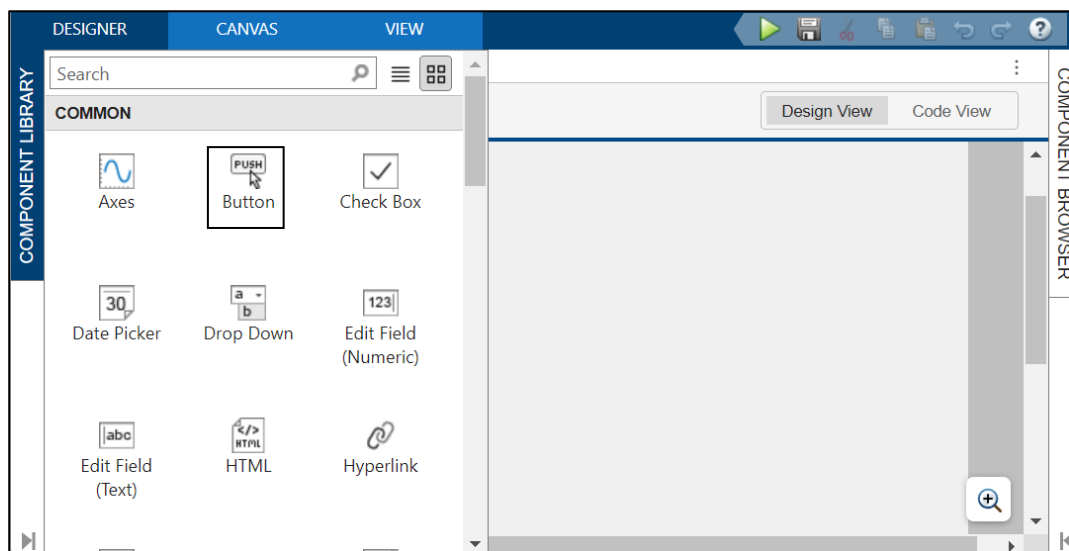 DESIGNER CANVAS VIEW
?
COMPONENT LIBRARY
Search
COMMON
Design View Code View
COMPONENT BROWSER
PUSH
Axes Button Check Box
30 a b 123
Date Picker Drop Down Edit Field
(Numeric)
abc </>
HTML
Edit Field HTML Hyperlink
(Text)